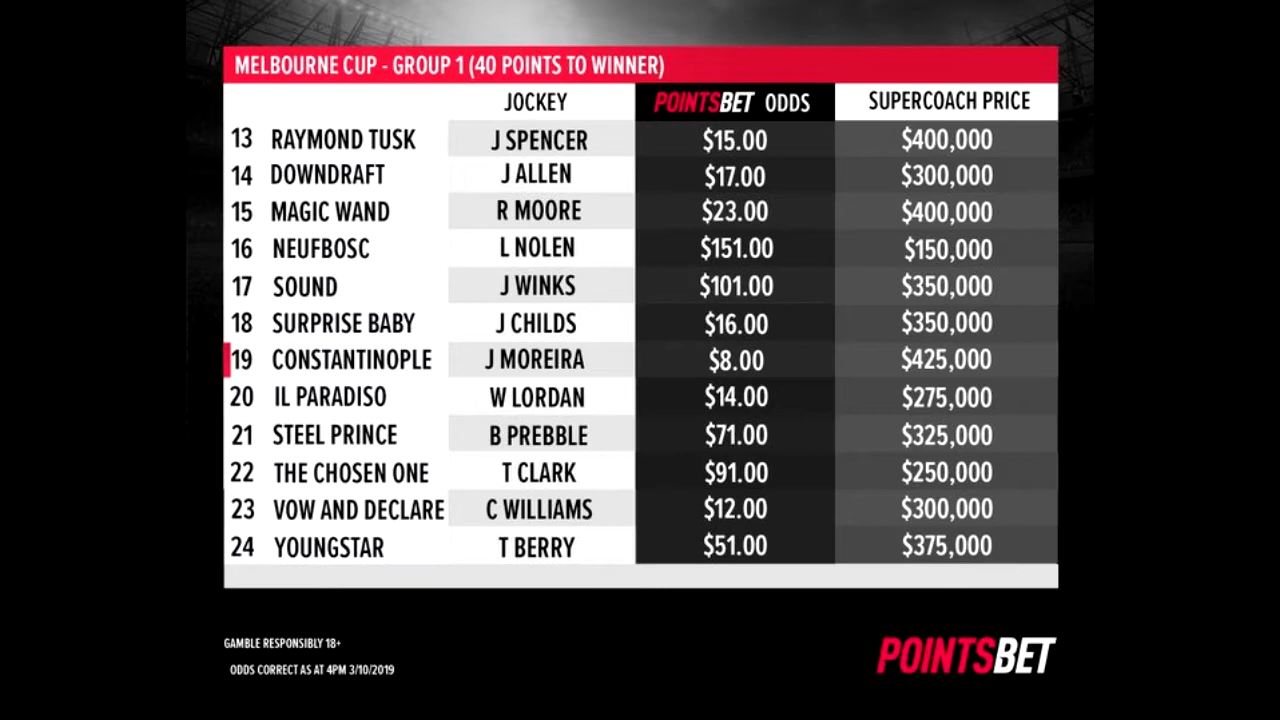 MELBOURNE CUP - GROUP 1 (40 POINTS TO WINNER)
JOCKEY POINTSBET ODDS SUPERCOACH PRICE
13 RAYMOND TUSK J SPENCER $15.00 $400,000
14 DOWNDRAFT J ALLEN $17.00 $300,000
15 MAGIC WAND R MOORE $23.00 $400,000
16 NEUFBOSC L NOLEN $151.00 $150,000
17 SOUND J WINKS $101.00 $350,000
18 SURPRISE BABY J CHILDS $16.00 $350,000
19 CONSTANTINOPLE J MOREIRA $8.00 $425,000
20 IL PARADISO W LORDAN $14.00 $275,000
21 STEEL PRINCE B PREBBLE $71.00 $325,000
22 THE CHOSEN ONE T CLARK $91.00 $250,000
23 VOW AND DECLARE C WILLIAMS $12.00 $300,000
24 YOUNGSTAR T BERRY $51.00 $375,000
GAMBLE RESPONSIBLY 18+
ODDS CORRECT AS AT 4PM 3/10/2019
POINTSBET